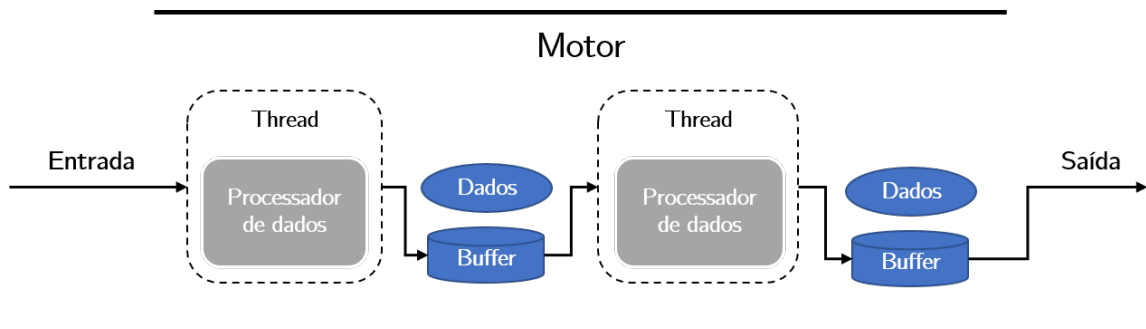 Motor
Entrada
Thread
Processador
de dados
Dados
Buffer
Thread
Processador
de dados
Dados
Buffer
Saída